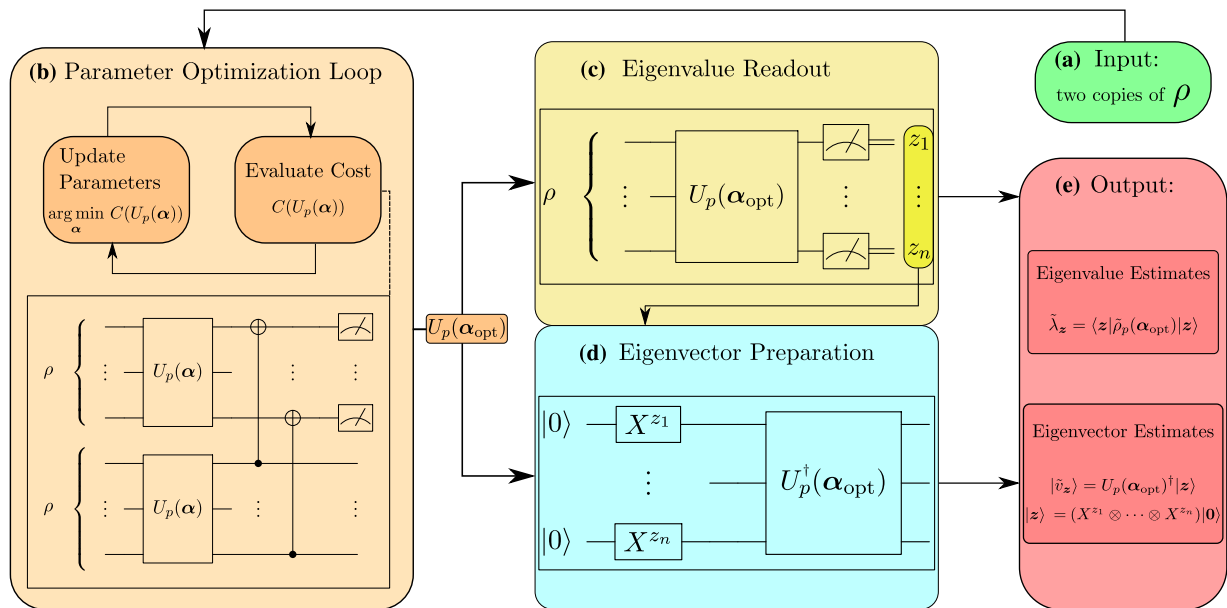 (a) Input:
two copies of ρ
(b) Parameter Optimization Loop
Update
Parameters
arg min C(U_p(α))
α
Evaluate Cost
C(U_p(α))
ρ
⋮
U_p(α)
⋮
⋮
ρ
⋮
U_p(α)
⋮
⋮
U_p(α_opt)
(c) Eigenvalue Readout
ρ
⋮
U_p(α_opt)
⋮
z_1
⋮
z_n
(d) Eigenvector Preparation
|0⟩
X^{z_1}
⋮
⋮
U_p^†(α_opt)
⋮
|0⟩
X^{z_n}
(e) Output:
Eigenvalue Estimates
λ̃_z = ⟨z|ρ̃_p(α_opt)|z⟩
Eigenvector Estimates
|ṽ_z⟩ = U_p(α_opt)^†|z⟩
|z⟩ = (X^{z_1} ⊗ ⋯ ⊗ X^{z_n})|0⟩